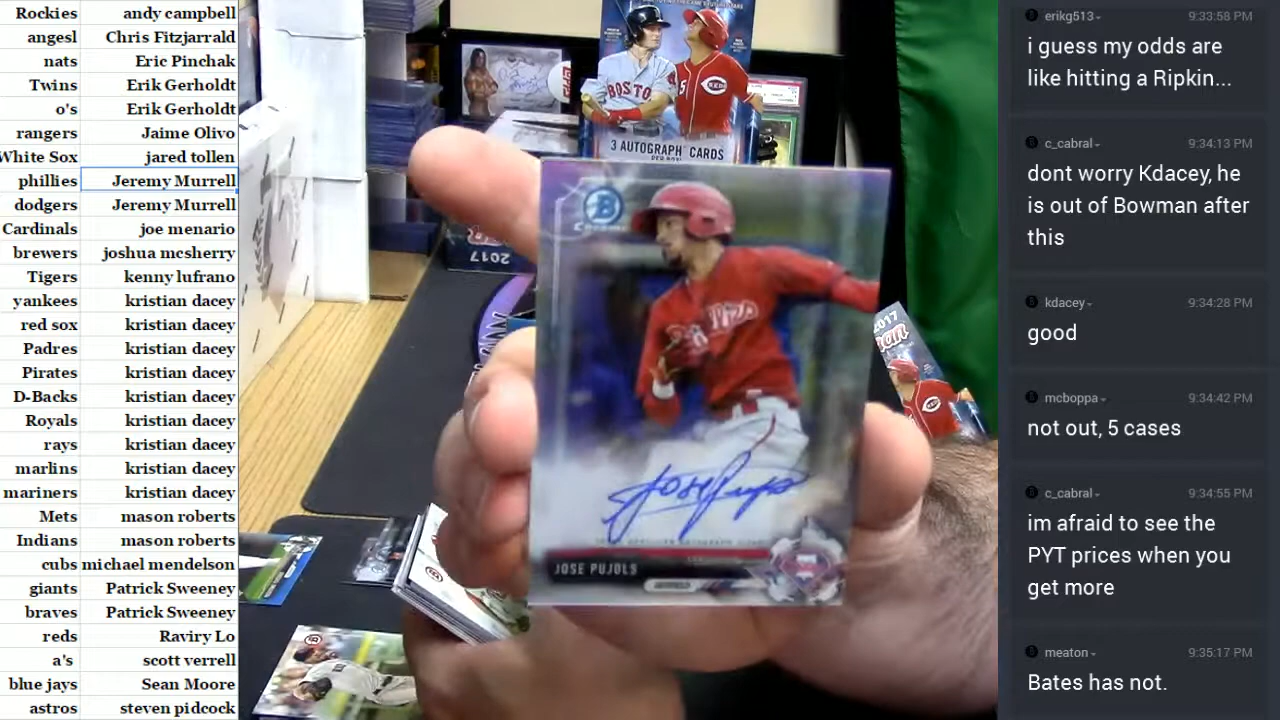 Rockies andy campbell
angesl Chris Fitzjarrald
nats Eric Pinchak
Twins Erik Gerholdt
o's Erik Gerholdt
rangers Jaime Olivo
White Sox jared tollen
phillies Jeremy Murrell
dodgers Jeremy Murrell
Cardinals joe menario
brewers joshua mcsherry
Tigers kenny lufrano
yankees kristian dacey
red sox kristian dacey
Padres kristian dacey
Pirates kristian dacey
D-Backs kristian dacey
Royals kristian dacey
rays kristian dacey
marlins kristian dacey
mariners kristian dacey
Mets mason roberts
Indians mason roberts
cubs michael mendelson
giants Patrick Sweeney
braves Patrick Sweeney
reds Raviry Lo
a's scott verrell
blue jays Sean Moore
astros steven pidcock
BOSTO
REDS
3 AUTOGRAPH CARDS
2017
2017
B
Phillies
Jose Pujols
JOSE PUJOLS
erikg513 9:33:58 PM
i guess my odds are
like hitting a Ripkin...
c_cabral 9:34:13 PM
dont worry Kdacey, he
is out of Bowman after
this
kdacey 9:34:28 PM
good
mcboppa 9:34:42 PM
not out, 5 cases
c_cabral 9:34:55 PM
im afraid to see the
PYT prices when you
get more
meaton 9:35:17 PM
Bates has not.